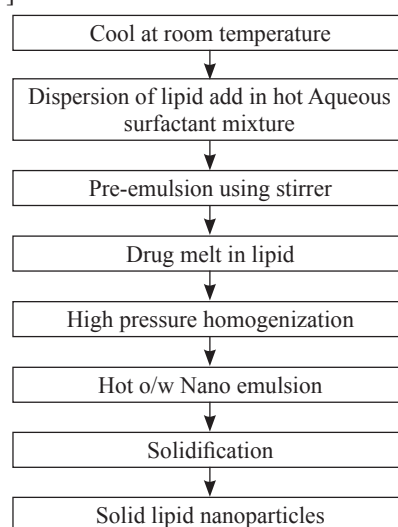 ]
Cool at room temperature
Dispersion of lipid add in hot Aqueous
surfactant mixture
Pre-emulsion using stirrer
Drug melt in lipid
High pressure homogenization
Hot o/w Nano emulsion
Solidification
Solid lipid nanoparticles